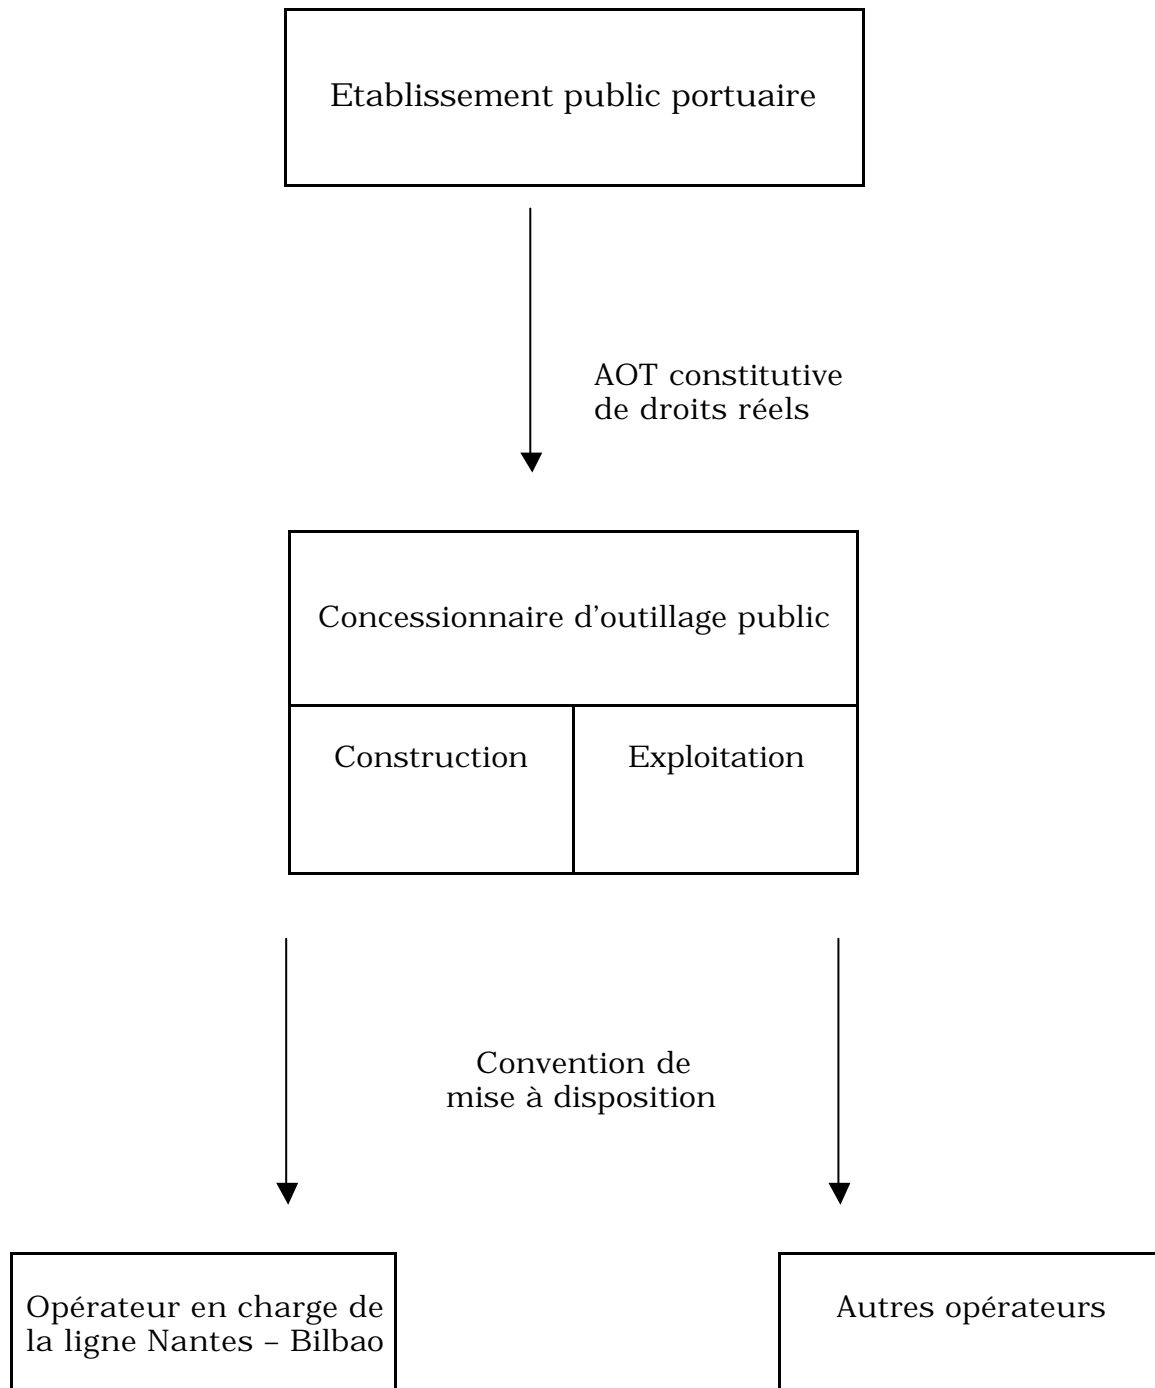 Etablissement public portuaire
AOT constitutive
de droits réels
Concessionnaire d’outillage public
Construction
Exploitation
Convention de
mise à disposition
Opérateur en charge de
la ligne Nantes – Bilbao
Autres opérateurs